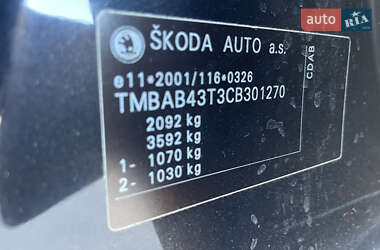 auto RIA
ŠKODA AUTO a.s.
e11*2001/116*0326
TMBAB43T3CB301270
2092 kg
3592 kg
1- 1070 kg
2- 1030 kg
CDAB